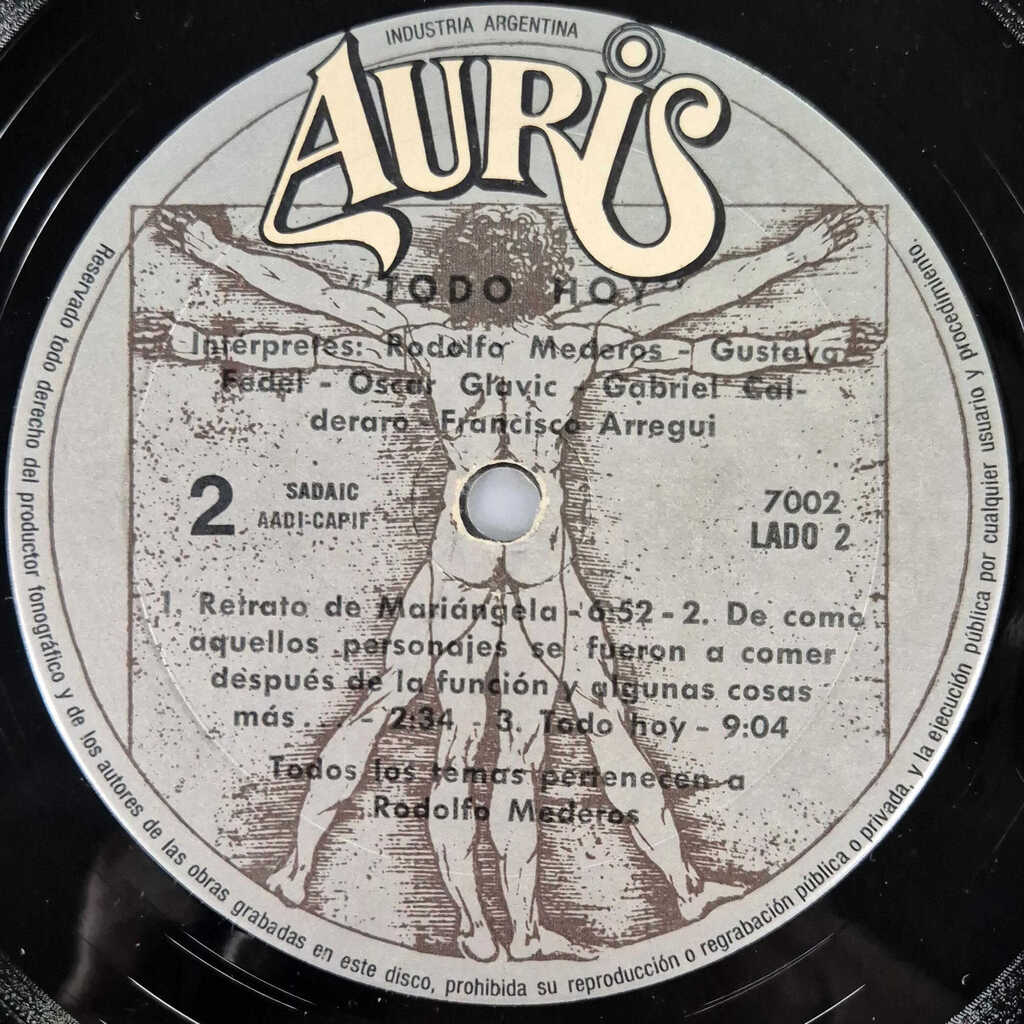 INDUSTRIA ARGENTINA
AURIS
"TODO HOY"
Intérpretes: Rodolfo Mederos - Gustavo
Fedel - Oscar Glavic - Gabriel Cal-
deraro - Francisco Arregui
2
SADAIC
AADI-CAPIF
7002
LADO 2
1. Retrato de Mariángela - 6:52 - 2. De como
aquellos personajes se fueron a comer
después de la función y algunas cosas
más . . . - 2:34 - 3. Todo hoy - 9:04
Todos los temas pertenecen a
Rodolfo Mederos
Reservado todo derecho del productor fonográfico y de los autores de las obras grabadas en este disco, prohibida su reproducción o regrabación pública o privada, y la ejecución pública por cualquier usuario y procedimiento